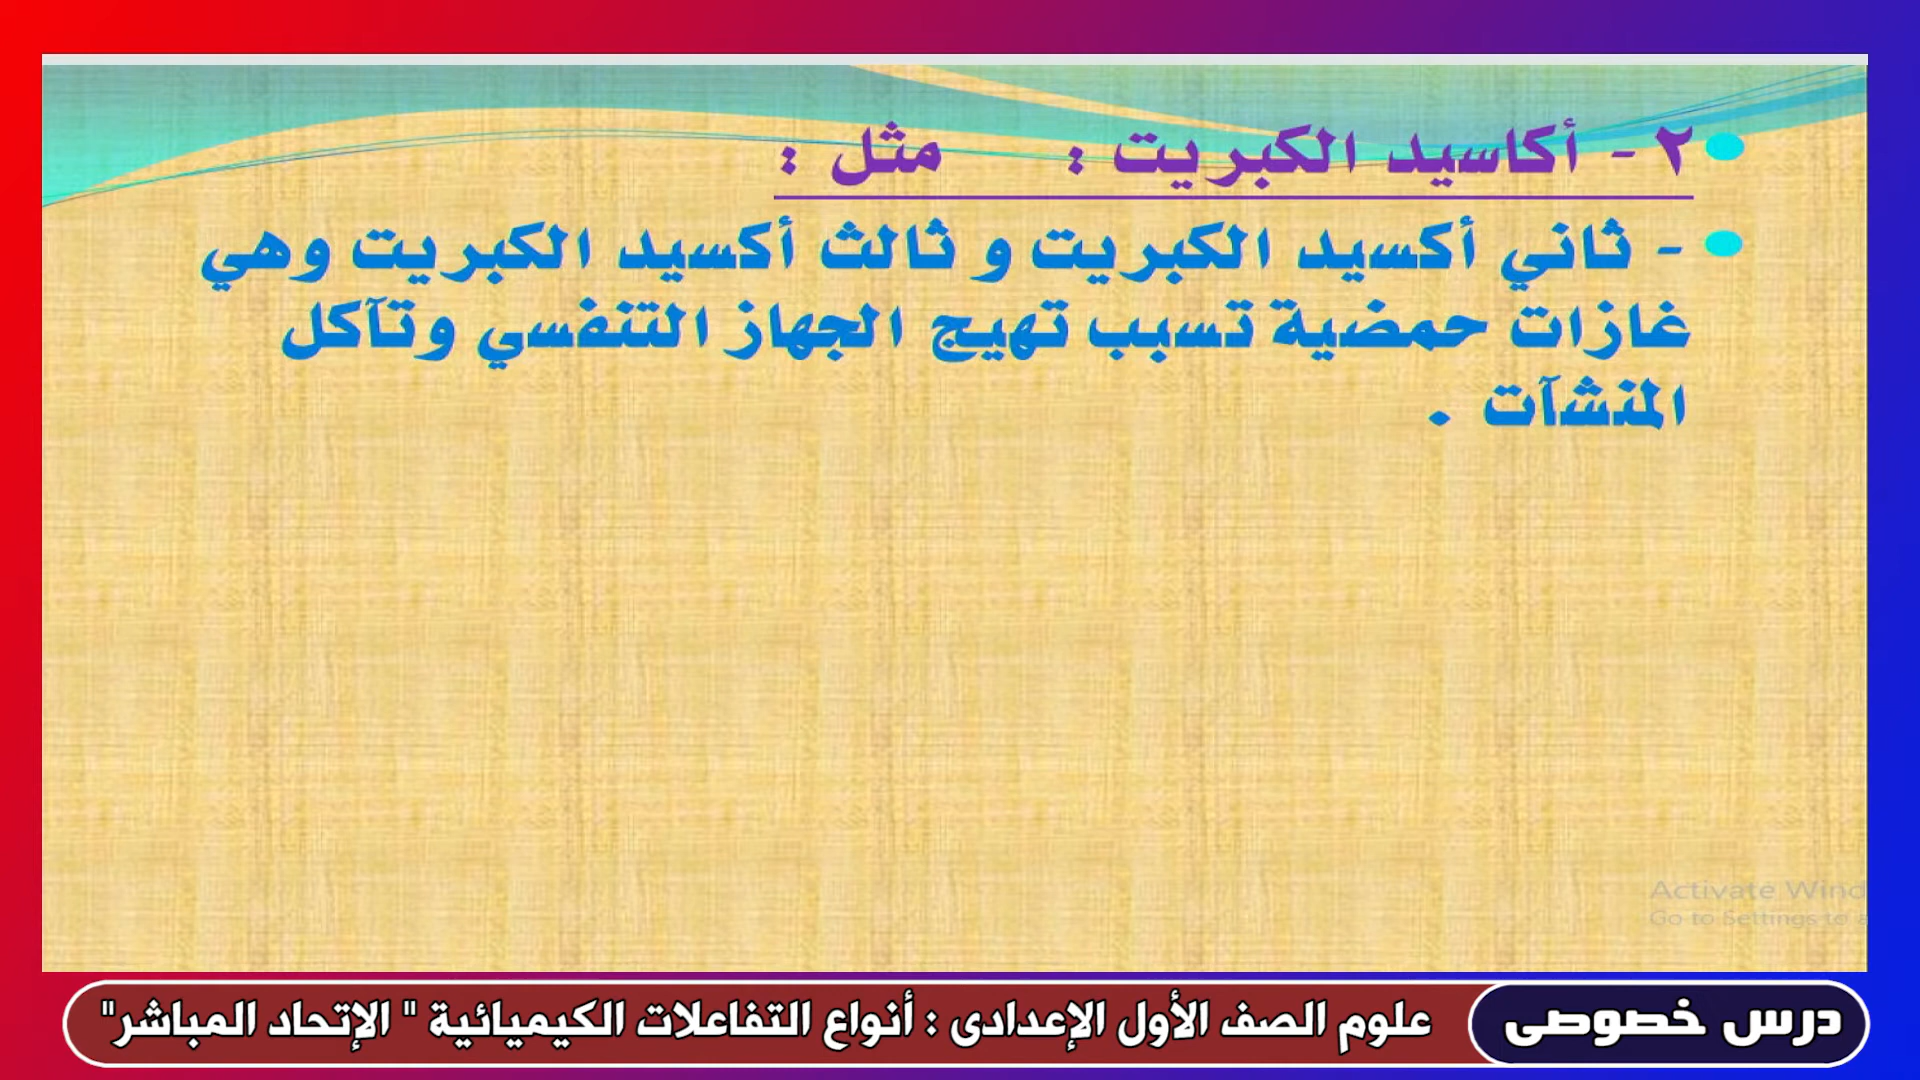 ٢ - أكاسيد الكبريت : مثل :
- ثاني أكسيد الكبريت و ثالث أكسيد الكبريت وهي
غازات حمضية تسبب تهيج الجهاز التنفسي وتآكل
المنشآت .
Activate Wind
Go to Settings to a
درس خصوصى
علوم الصف الأول الإعدادى : أنواع التفاعلات الكيميائية " الإتحاد المباشر"